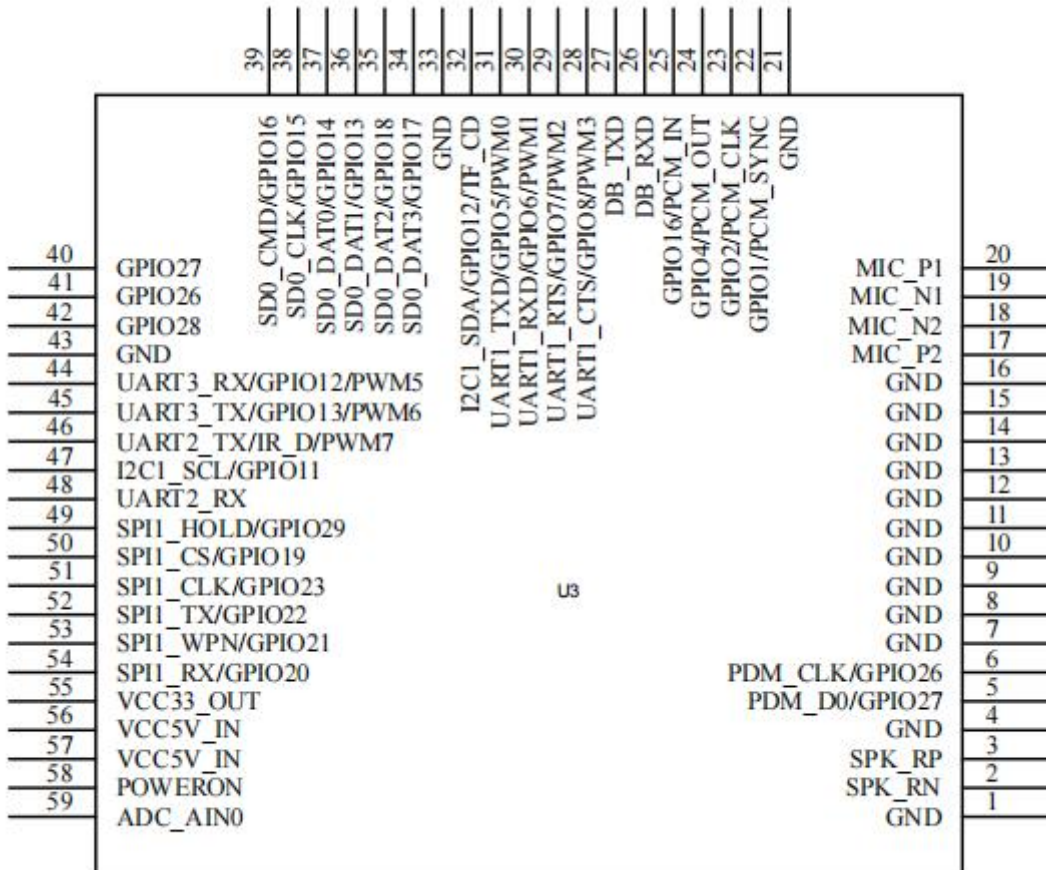 39 38 37 36 35 34 33 32 31 30 29 28 27 26 25 24 23 22 21
SD0_CMD/GPIO16
SD0_CLK/GPIO15
SD0_DAT0/GPIO14
SD0_DAT1/GPIO13
SD0_DAT2/GPIO18
SD0_DAT3/GPIO17
GND
I2C1_SDA/GPIO12/TF_CD
UART1_TXD/GPIO5/PWM0
UART1_RXD/GPIO6/PWM1
UART1_RTS/GPIO7/PWM2
UART1_CTS/GPIO8/PWM3
DB_TXD
DB_RXD
GPIO16/PCM_IN
GPIO4/PCM_OUT
GPIO2/PCM_CLK
GPIO1/PCM_SYNC
GND
40 GPIO27 MIC_P1 20
41 GPIO26 MIC_N1 19
42 GPIO28 MIC_N2 18
43 GND MIC_P2 17
44 UART3_RX/GPIO12/PWM5 GND 16
45 UART3_TX/GPIO13/PWM6 GND 15
46 UART2_TX/IR_D/PWM7 GND 14
47 I2C1_SCL/GPIO11 GND 13
48 UART2_RX GND 12
49 SPI1_HOLD/GPIO29 GND 11
50 SPI1_CS/GPIO19 GND 10
51 SPI1_CLK/GPIO23 U3 GND 9
52 SPI1_TX/GPIO22 GND 8
53 SPI1_WPN/GPIO21 GND 7
54 SPI1_RX/GPIO20 PDM_CLK/GPIO26 6
55 VCC33_OUT PDM_D0/GPIO27 5
56 VCC5V_IN GND 4
57 VCC5V_IN SPK_RP 3
58 POWERON SPK_RN 2
59 ADC_AIN0 GND 1